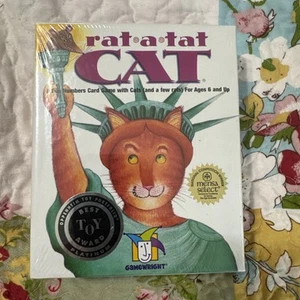 rat-a-tat
CAT
Numbers Card Game with Cats (and a few rats) For Ages 6 and Up
mensa
select
BEST
TOY
AWARD
GAMEWRIGHT